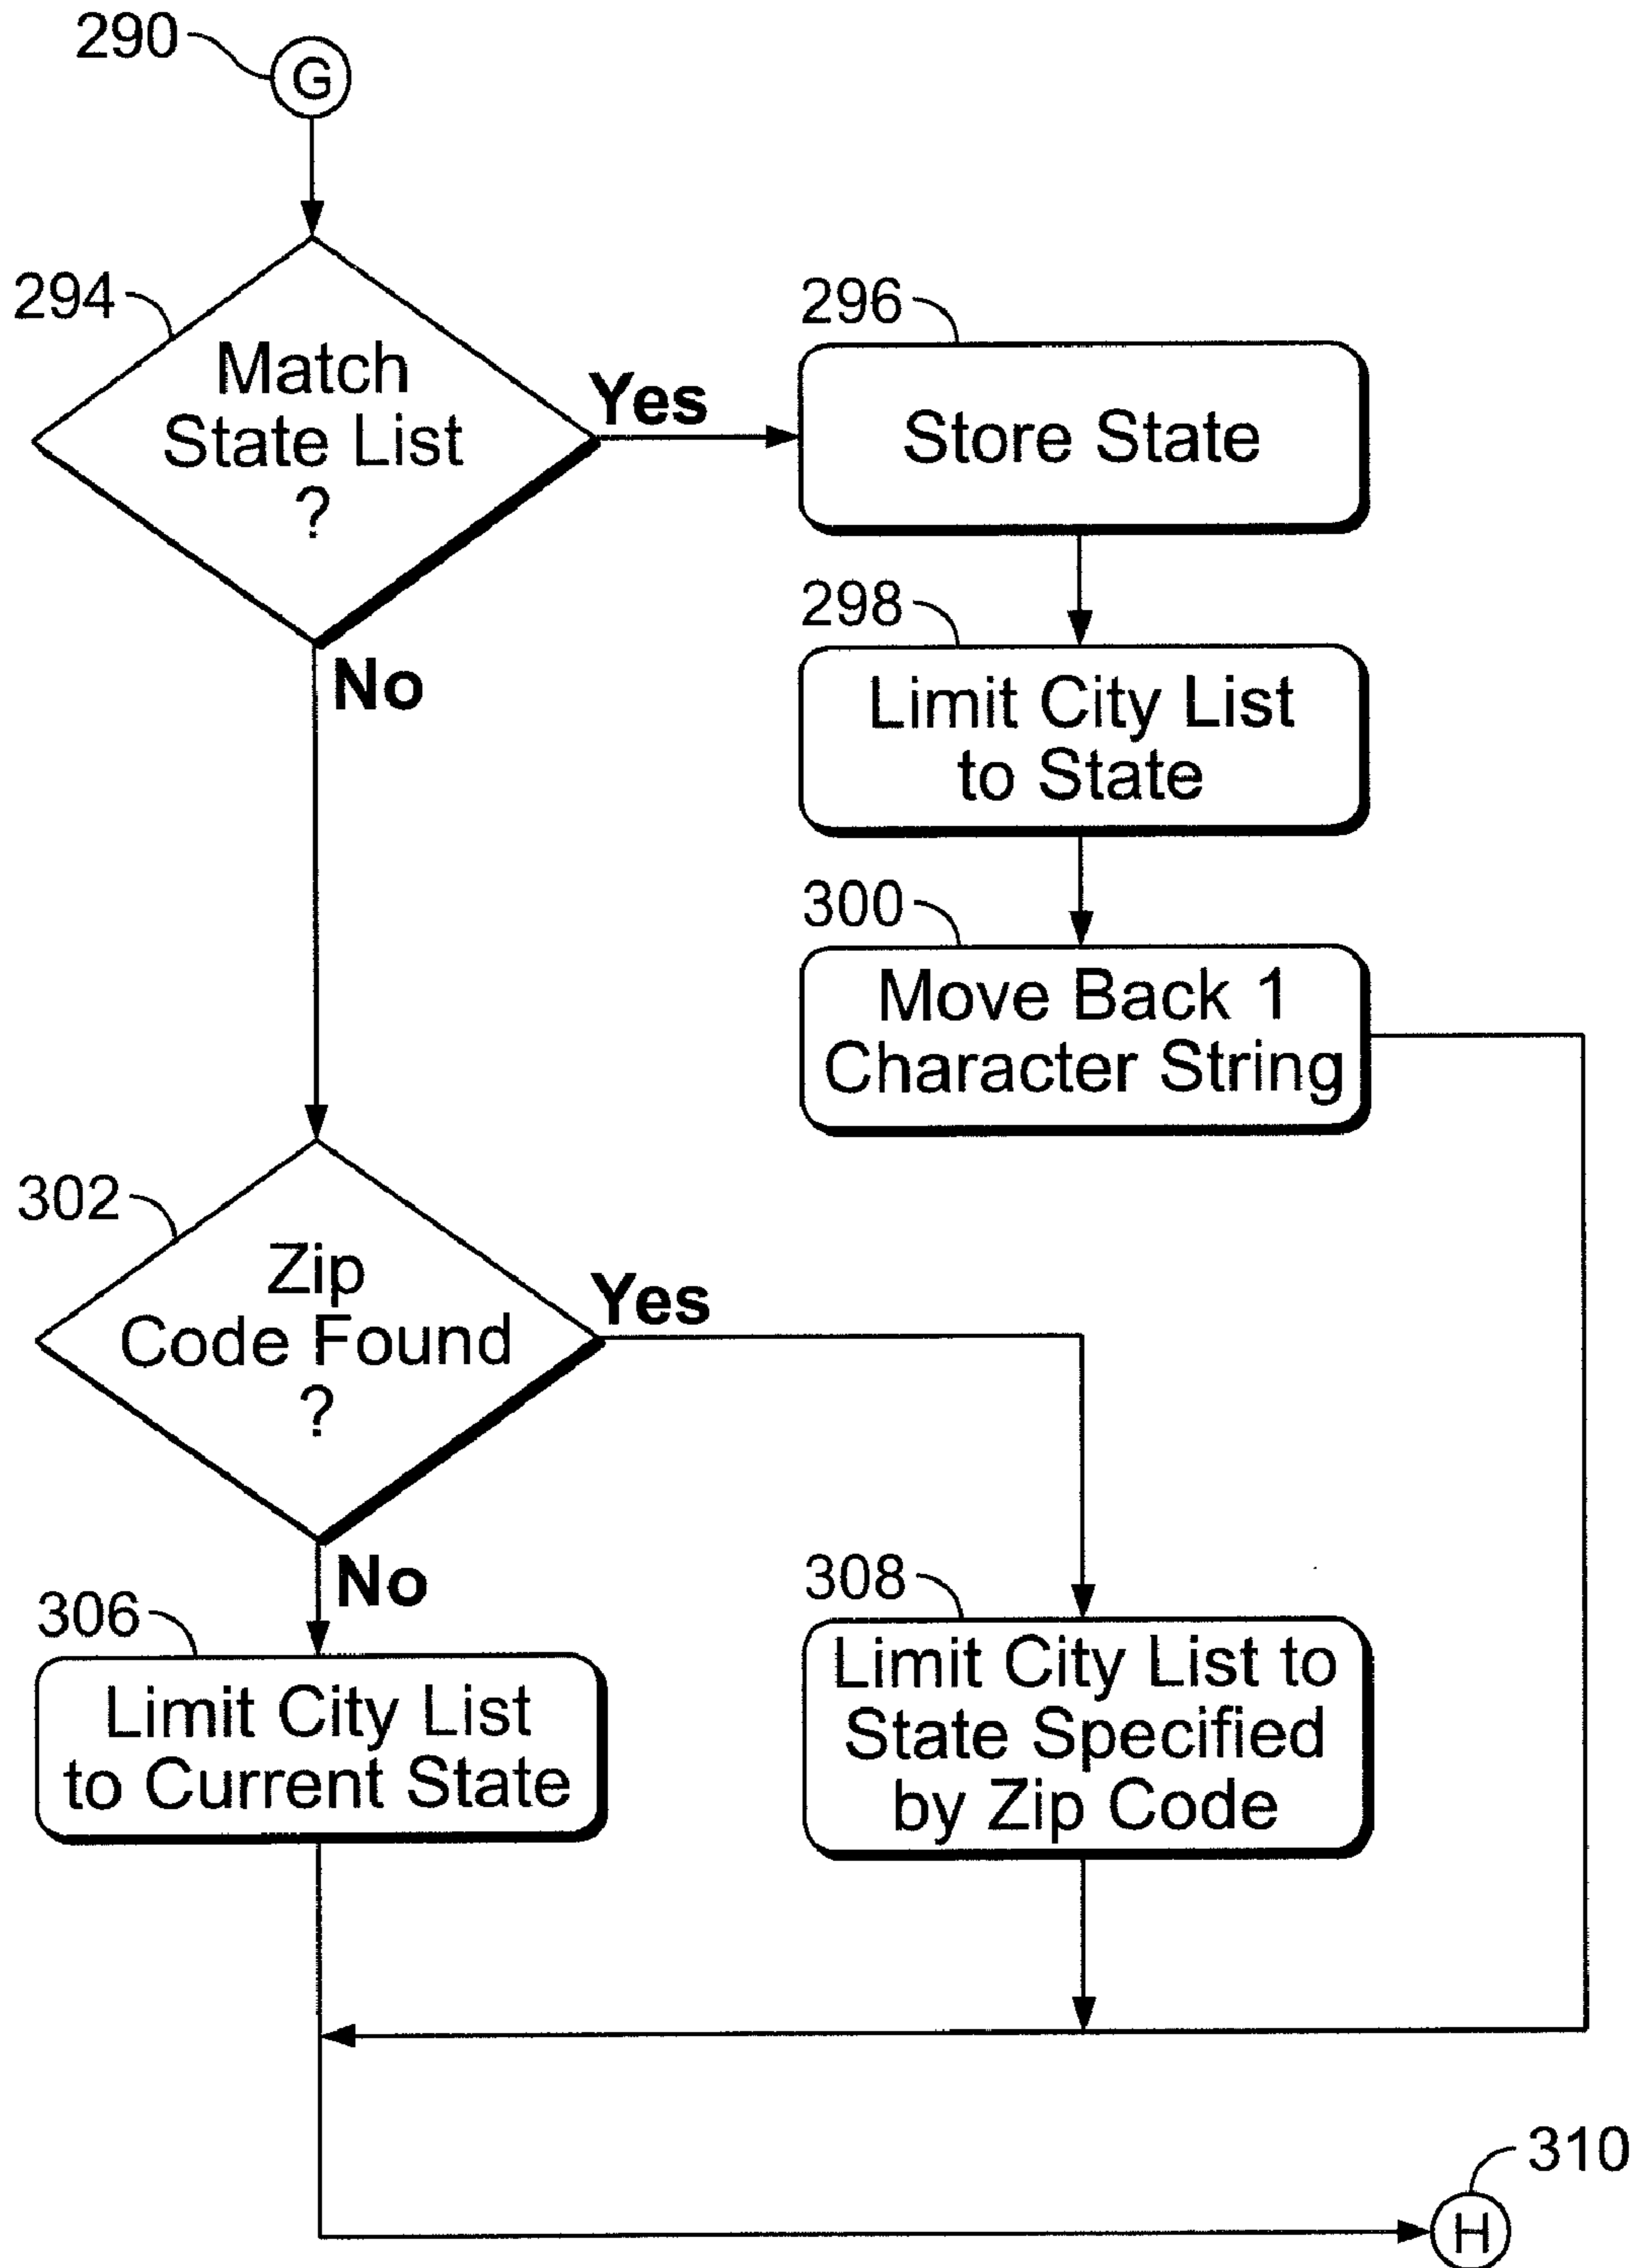 290
G
294
Match
State List
?
Yes
No
296
Store State
298
Limit City List
to State
300
Move Back 1
Character String
302
Zip
Code Found
?
Yes
No
306
Limit City List
to Current State
308
Limit City List to
State Specified
by Zip Code
310
H